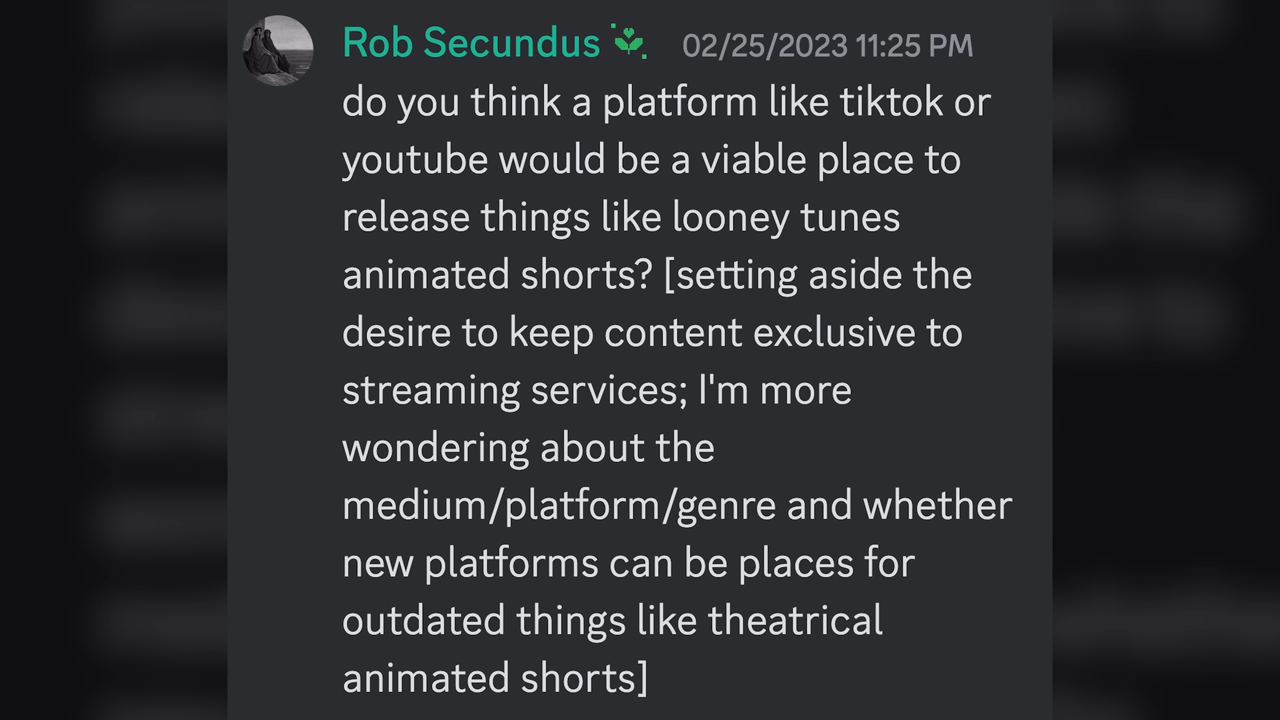 Rob Secundus 02/25/2023 11:25 PM
do you think a platform like tiktok or
youtube would be a viable place to
release things like looney tunes
animated shorts? [setting aside the
desire to keep content exclusive to
streaming services; I'm more
wondering about the
medium/platform/genre and whether
new platforms can be places for
outdated things like theatrical
animated shorts]